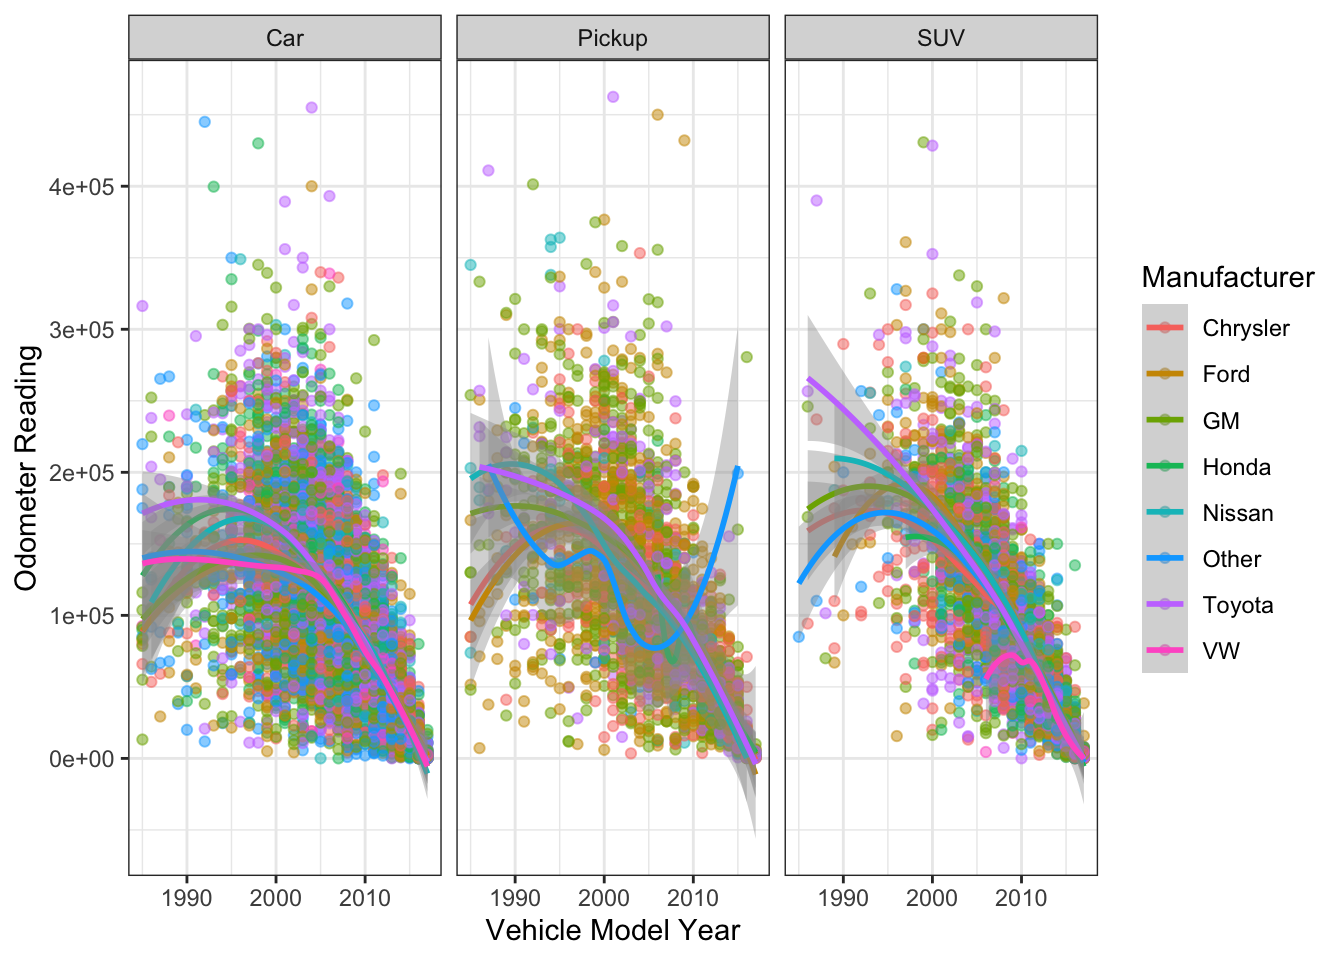 Car Pickup SUV
Odometer Reading
4e+05
3e+05
2e+05
1e+05
0e+00
1990 2000 2010 1990 2000 2010 1990 2000 2010
Vehicle Model Year
Manufacturer
Chrysler
Ford
GM
Honda
Nissan
Other
Toyota
VW